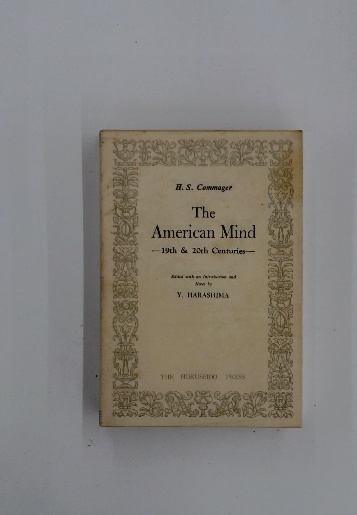 H. S. Commager
The
American Mind
—19th & 20th Centuries—
Edited with an Introduction and
Notes by
Y. HARASHIMA
THE HOKUSEIDO PRESS